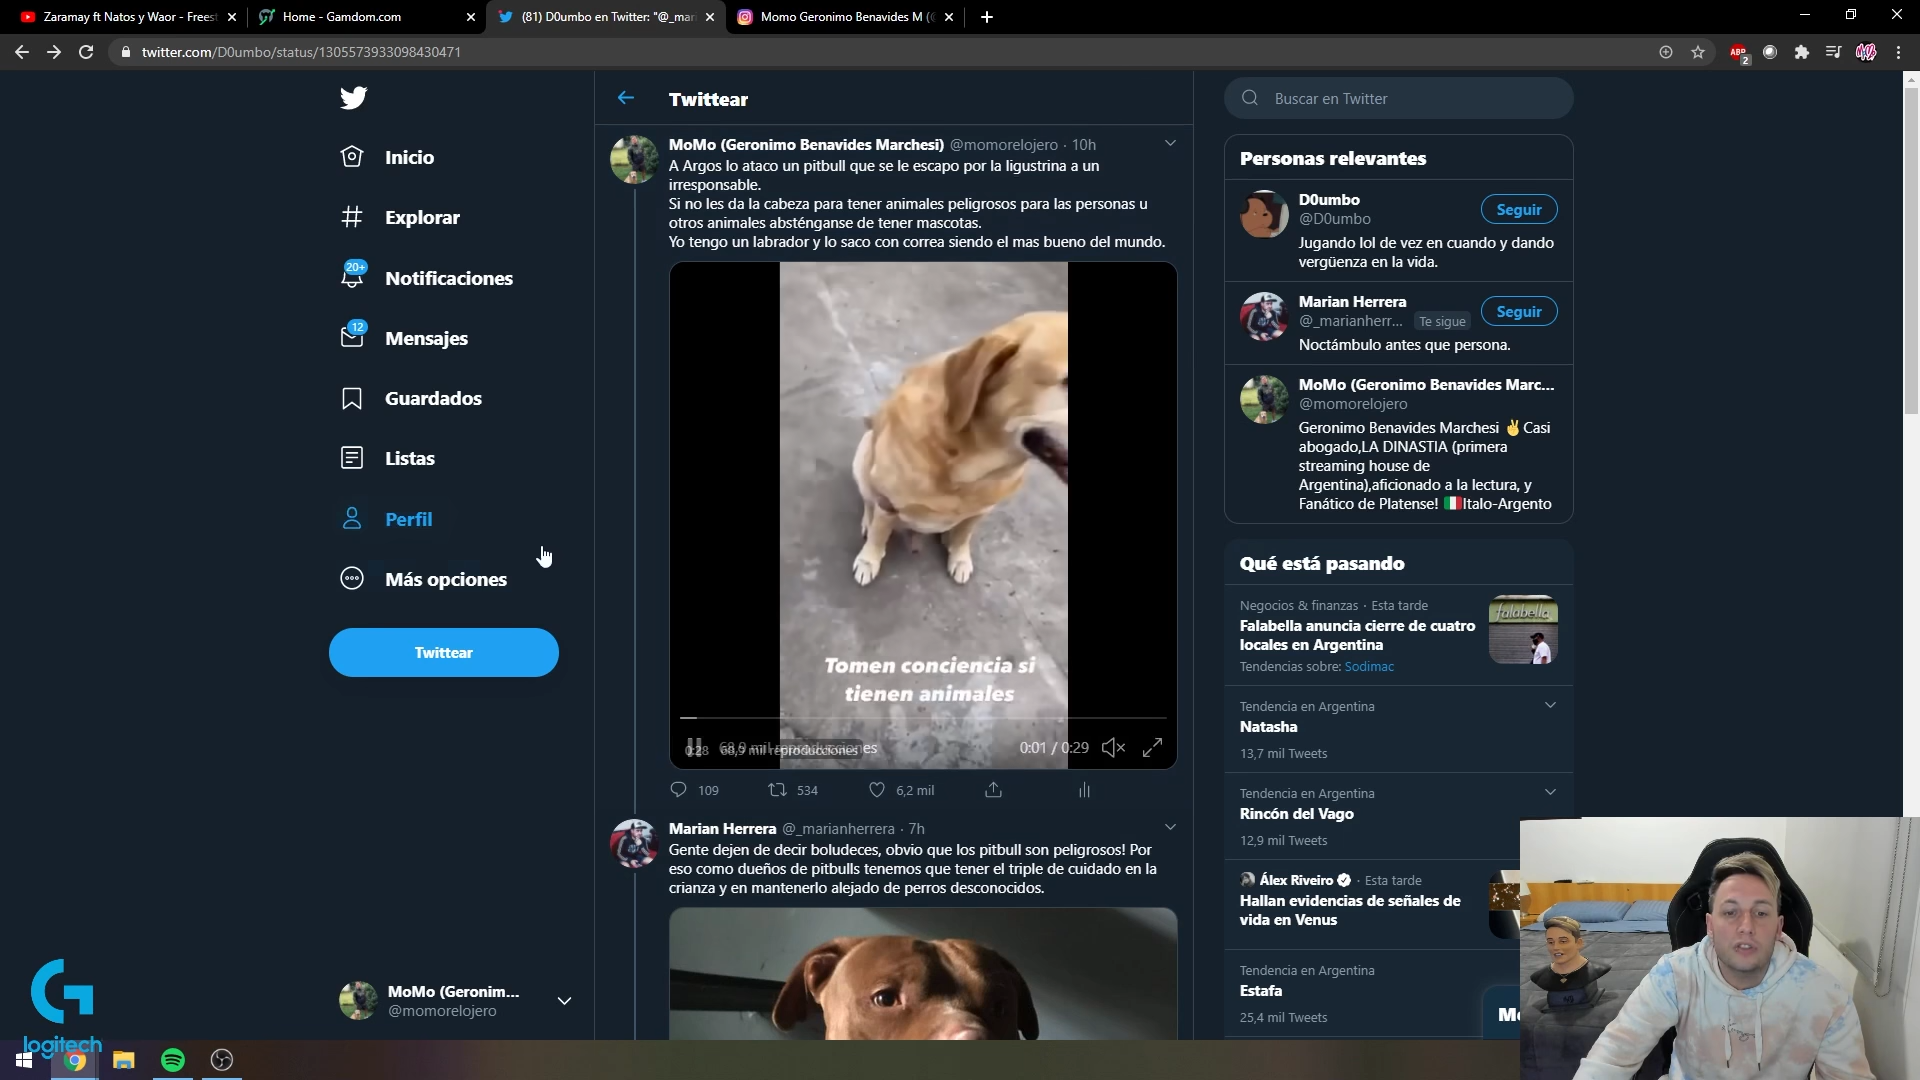 Zaramay ft Natos y Waor - Freest
Home - Gamdom.com
(81) D0umbo en Twitter: "@_mari
Momo Geronimo Benavides M (@
twitter.com/D0umbo/status/1305573933098430471
ABP
2
Inicio
Explorar
20+
Notificaciones
12
Mensajes
Guardados
Listas
Perfil
Más opciones
Twittear
MoMo (Geronim...
@momorelojero
logitech
Twittear
MoMo (Geronimo Benavides Marchesi) @momorelojero · 10h
A Argos lo ataco un pitbull que se le escapo por la ligustrina a un
irresponsable.
Si no les da la cabeza para tener animales peligrosos para las personas u
otros animales absténganse de tener mascotas.
Yo tengo un labrador y lo saco con correa siendo el mas bueno del mundo.
Tomen conciencia si
tienen animales
0:28 68,9 mil reproducciones
0:01 / 0:29
109
534
6,2 mil
Marian Herrera @_marianherrera · 7h
Gente dejen de decir boludeces, obvio que los pitbull son peligrosos! Por
eso como dueños de pitbulls tenemos que tener el triple de cuidado en la
crianza y en mantenerlo alejado de perros desconocidos.
Buscar en Twitter
Personas relevantes
D0umbo
@D0umbo
Seguir
Jugando lol de vez en cuando y dando
vergüenza en la vida.
Marian Herrera
@_marianherr... Te sigue
Seguir
Noctámbulo antes que persona.
MoMo (Geronimo Benavides Marc...
@momorelojero
Geronimo Benavides Marchesi ✌Casi
abogado,LA DINASTIA (primera
streaming house de
Argentina),aficionado a la lectura, y
Fanático de Platense! 🇮🇹Italo-Argento
Qué está pasando
Negocios & finanzas · Esta tarde
Falabella anuncia cierre de cuatro
locales en Argentina
Tendencias sobre: Sodimac
falabella
Tendencia en Argentina
Natasha
13,7 mil Tweets
Tendencia en Argentina
Rincón del Vago
12,9 mil Tweets
Álex Riveiro · Esta tarde
Hallan evidencias de señales de
vida en Venus
Tendencia en Argentina
Estafa
25,4 mil Tweets